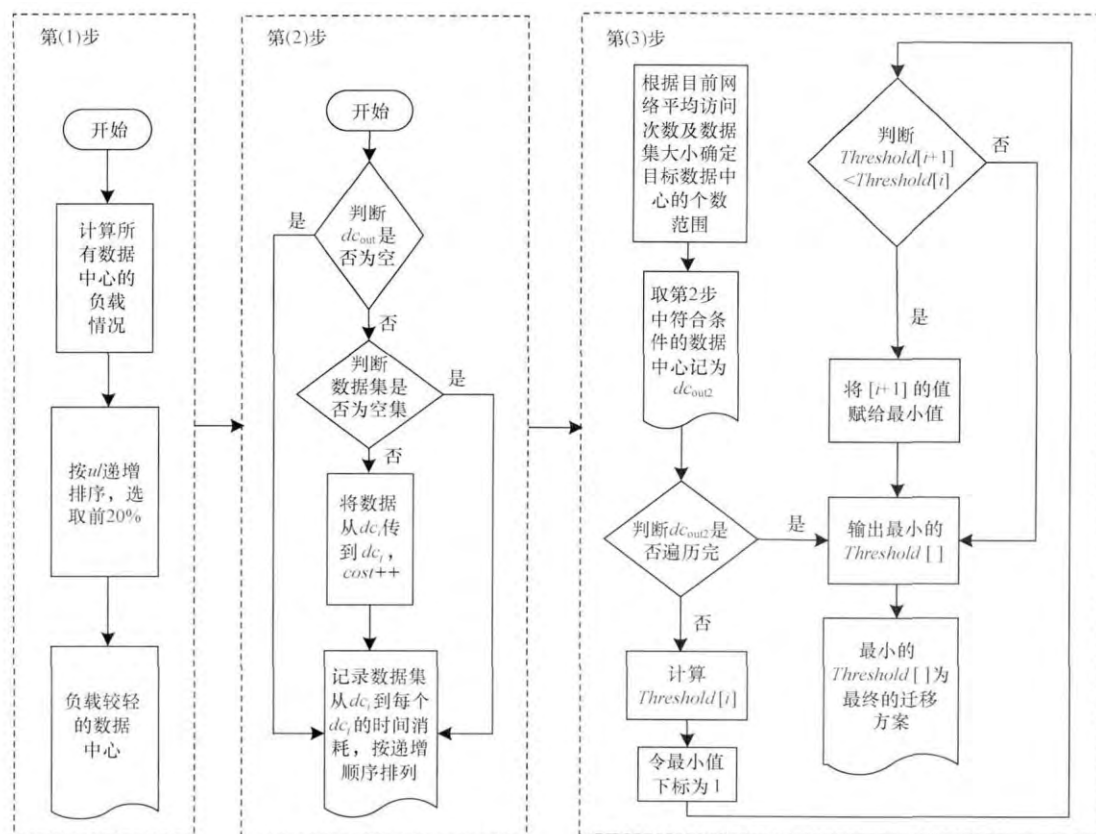 第(1)步
开始
计算所
有数据
中心的
负载
情况
按ul递增
排序，选
取前20%
负载较轻
的数据
中心
第(2)步
开始
判断
dcout是
否为空
是
否
判断
数据集是
否为空集
是
否
将数据
从dci传
到dcj，
cost++
记录数据集
从dci到每个
dcj的时间消
耗，按递增
顺序排列
第(3)步
根据目前网
络平均访问
次数及数据
集大小确定
目标数据中
心的个数
范围
取第2步
中符合条
件的数据
中心记为
dcout2
判断dcout2是
否遍历完
是
否
计算
Threshold[i]
令最小值
下标为1
判断
Threshold[i+1]
<Threshold[i]
否
是
将[i+1]的值
赋给最小值
输出最小的
Threshold[ ]
最小的
Threshold[ ]为
最终的迁移
方案